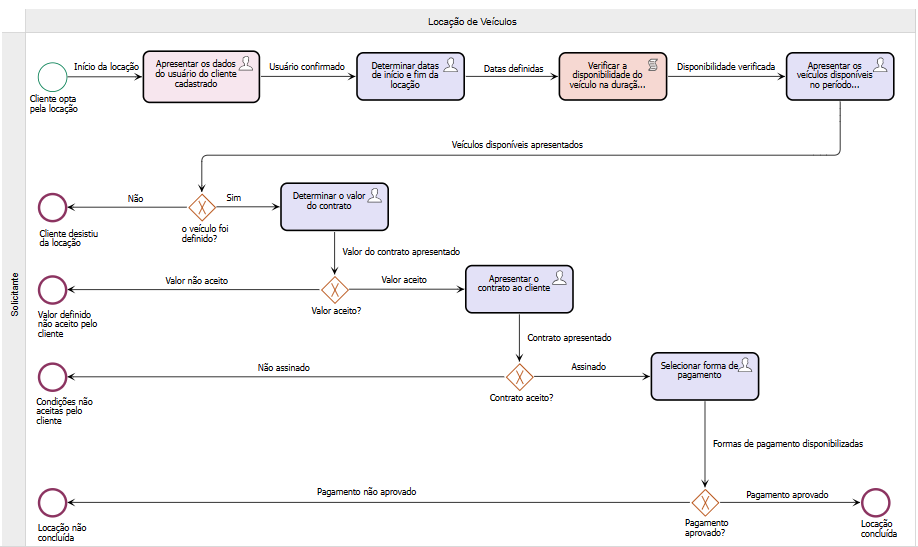 Locação de Veículos
Solicitante
Início da locação
Apresentar os dados
do usuário do cliente
cadastrado
Usuário confirmado
Determinar datas
de início e fim da
locação
Datas definidas
Verificar a
disponibilidade do
veículo na duraçã...
Disponibilidade verificada
Apresentar os
veículos disponíveis
no período...
Cliente opta
pela locação
Veículos disponíveis apresentados
Não
Sim
Determinar o valor
do contrato
Cliente desistiu
da locação
o veículo foi
definido?
Valor do contrato apresentado
Valor não aceito
Valor aceito
Apresentar o
contrato ao cliente
Valor definido
não aceito pelo
cliente
Valor aceito?
Contrato apresentado
Não assinado
Assinado
Selecionar forma de
pagamento
Condições não
aceitas pelo
cliente
Contrato aceito?
Formas de pagamento disponibilizadas
Pagamento não aprovado
Pagamento aprovado
Locação não
concluída
Pagamento
aprovado?
Locação
concluída